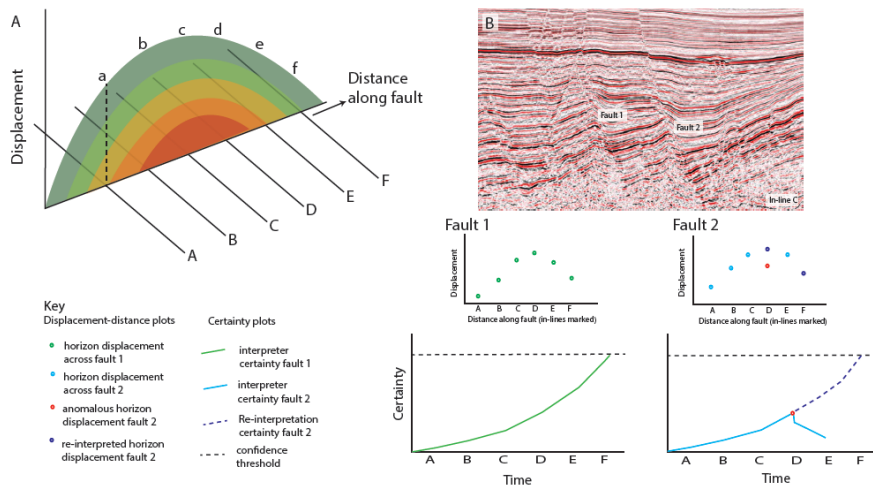 A
a
b
c
d
e
f
Displacement
Distance
along fault
A
B
C
D
E
F
B
Fault 1
Fault 2
In-line C
Fault 1
Displacement
A B C D E F
Distance along fault (in-lines marked)
Fault 2
Displacement
A B C D E F
Distance along fault (in-lines marked)
Key
Displacement-distance plots
horizon displacement
across fault 1
horizon displacement
across fault 2
anomalous horizon
displacement fault 2
re-interpreted horizon
displacement fault 2
Certainty plots
interpreter
certainty fault 1
interpreter
certainty fault 2
Re-interpretation
certainty fault 2
confidence
threshold
Certainty
A B C D E F
Time
A B C D E F
Time